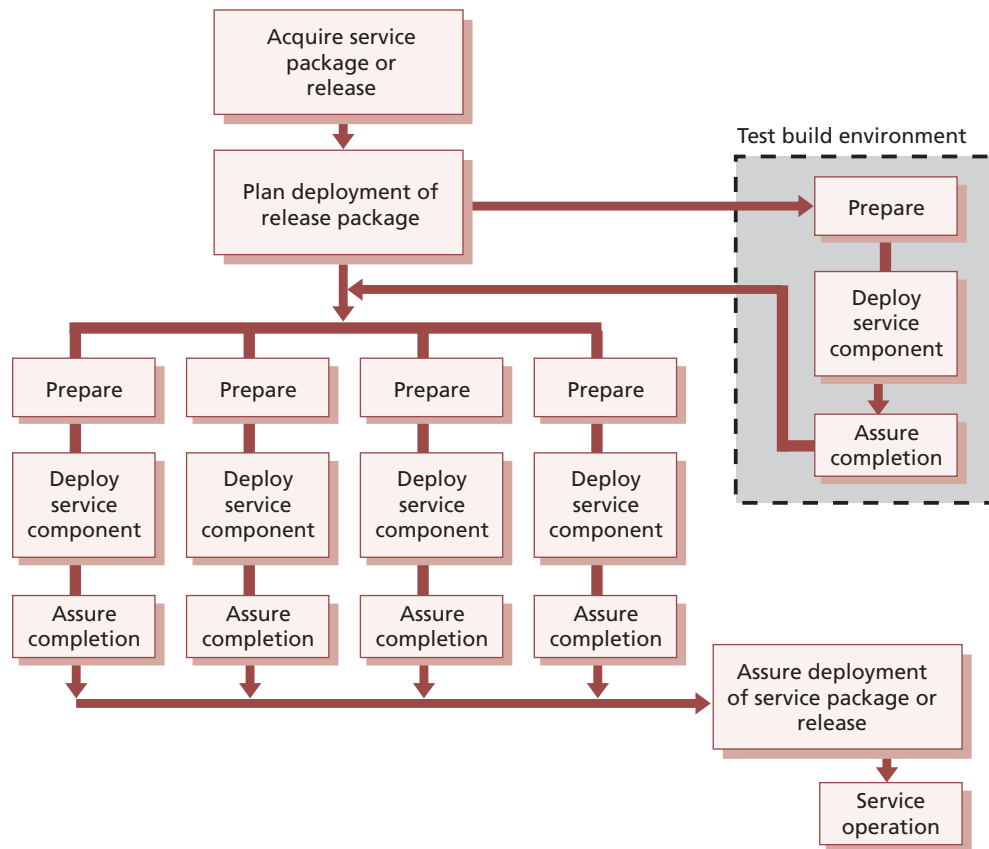 Acquire service
package or
release
Test build environment
Plan deployment of
release package
Prepare
Deploy
service
component
Assure
completion
Prepare
Prepare
Prepare
Prepare
Deploy
service
component
Deploy
service
component
Deploy
service
component
Deploy
service
component
Assure
completion
Assure
completion
Assure
completion
Assure
completion
Assure deployment
of service package or
release
Service
operation